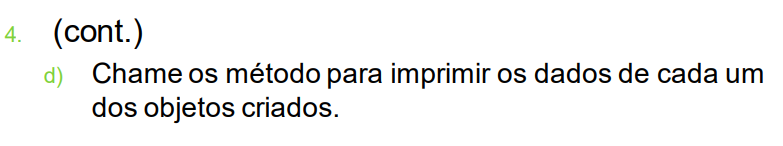 4. (cont.)
d) Chame os método para imprimir os dados de cada um
dos objetos criados.